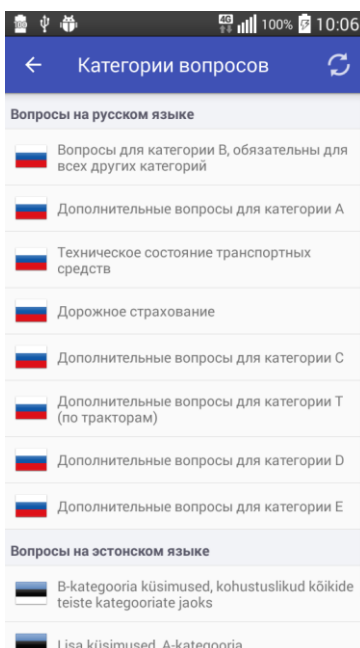 4G 100% 10:06
Категории вопросов
Вопросы на русском языке
Вопросы для категории B, обязательны для
всех других категорий
Дополнительные вопросы для категории A
Техническое состояние транспортных
средств
Дорожное страхование
Дополнительные вопросы для категории C
Дополнительные вопросы для категории T
(по тракторам)
Дополнительные вопросы для категории D
Дополнительные вопросы для категории E
Вопросы на эстонском языке
B-kategooria küsimused, kohustuslikud kõikide
teiste kategooriate jaoks
Lisa küsimused, A-kategooria